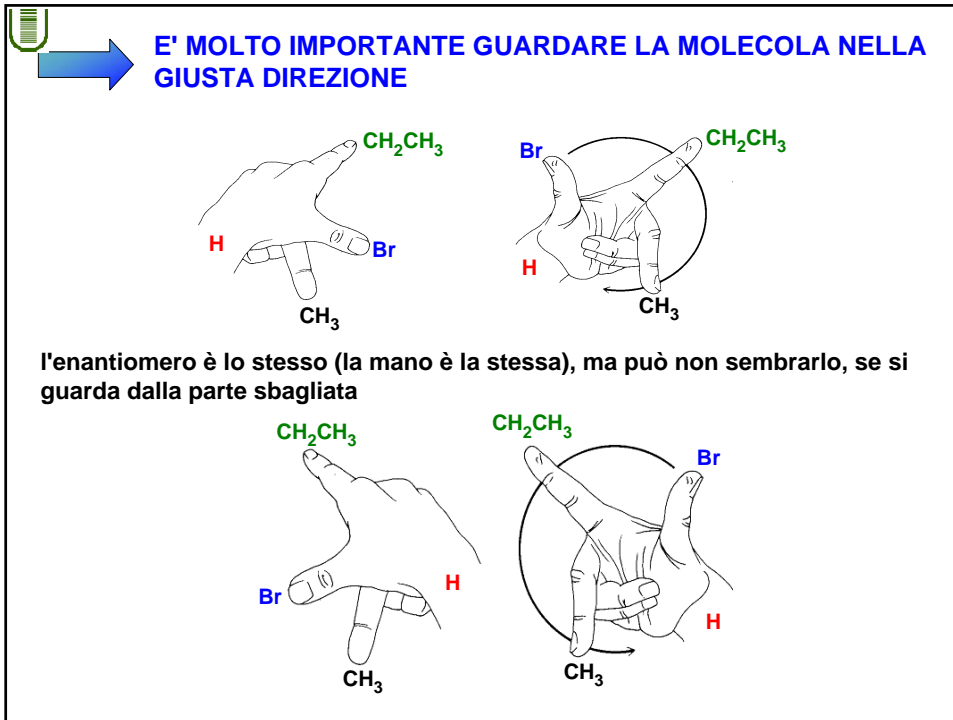 E' MOLTO IMPORTANTE GUARDARE LA MOLECOLA NELLA
GIUSTA DIREZIONE
CH₂CH₃
H
Br
CH₃
Br
CH₂CH₃
H
CH₃
l'enantiomero è lo stesso (la mano è la stessa), ma può non sembrarlo, se si
guarda dalla parte sbagliata
CH₂CH₃
Br
H
CH₃
CH₂CH₃
Br
H
CH₃